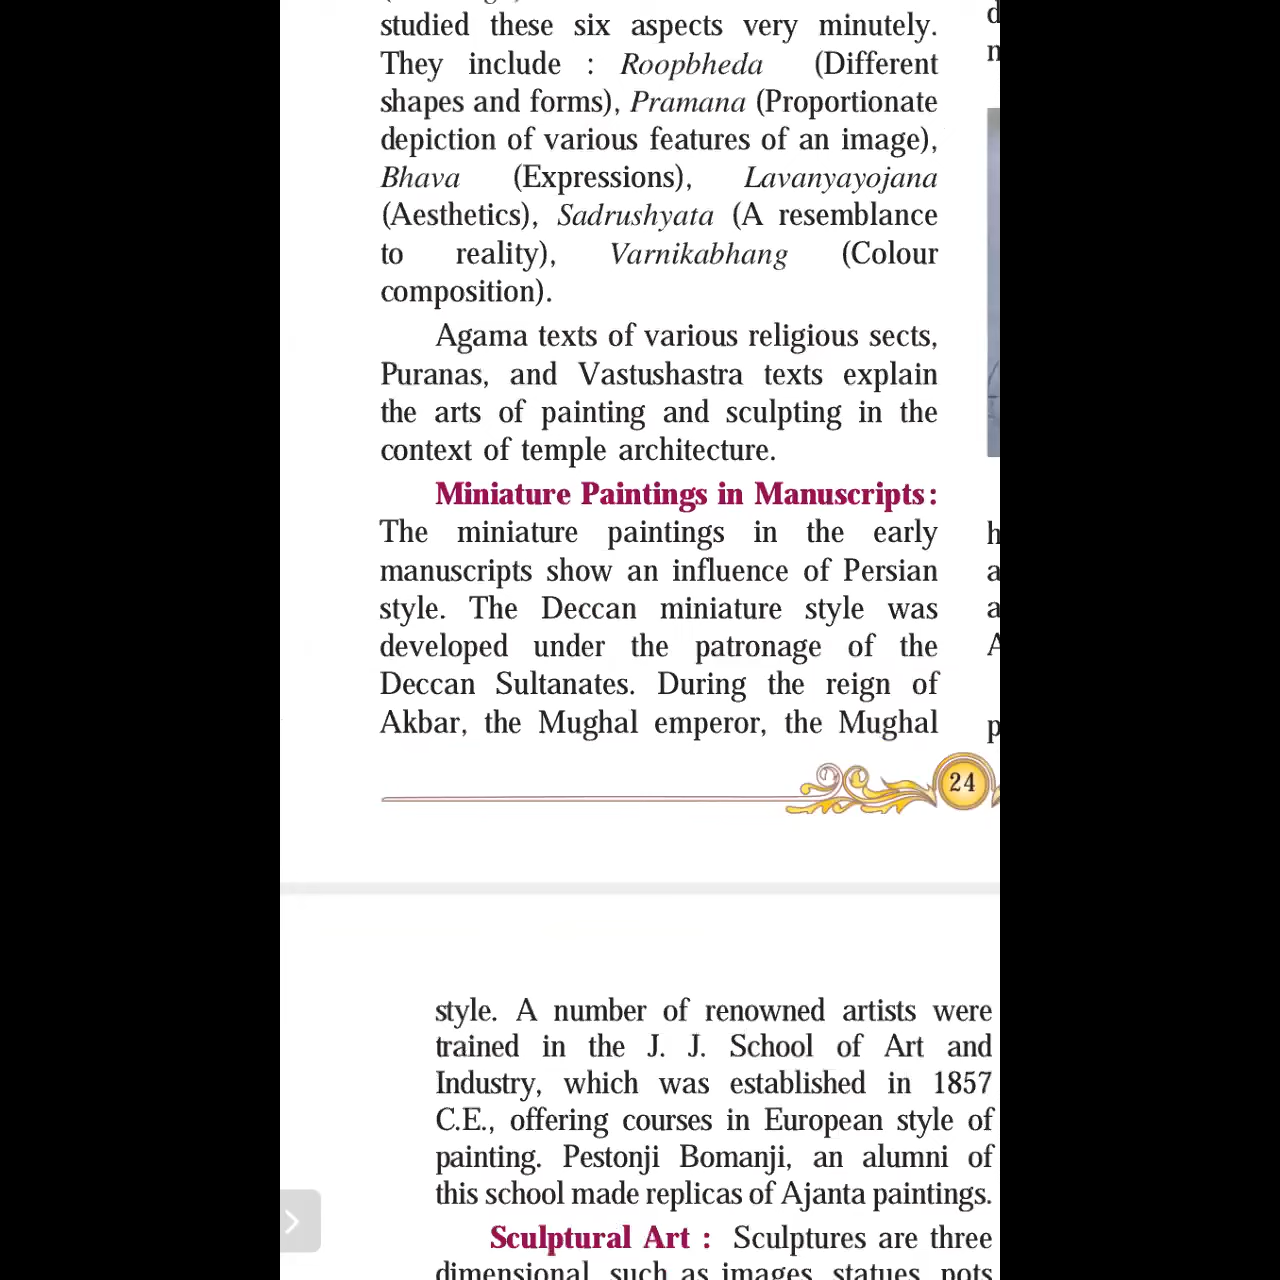 studied these six aspects very minutely.
They include : Roopbheda (Different
shapes and forms), Pramana (Proportionate
depiction of various features of an image),
Bhava (Expressions), Lavanyayojana
(Aesthetics), Sadrushyata (A resemblance
to reality), Varnikabhang (Colour
composition).
Agama texts of various religious sects,
Puranas, and Vastushastra texts explain
the arts of painting and sculpting in the
context of temple architecture.
Miniature Paintings in Manuscripts:
The miniature paintings in the early
manuscripts show an influence of Persian
style. The Deccan miniature style was
developed under the patronage of the
Deccan Sultanates. During the reign of
Akbar, the Mughal emperor, the Mughal
24
style. A number of renowned artists were
trained in the J. J. School of Art and
Industry, which was established in 1857
C.E., offering courses in European style of
painting. Pestonji Bomanji, an alumni of
this school made replicas of Ajanta paintings.
Sculptural Art : Sculptures are three
dimensional, such as images, statues, pots